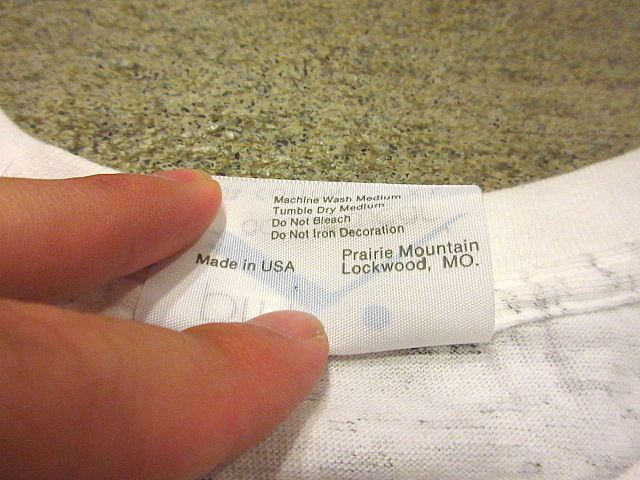 Machine Wash Medium
Tumble Dry Medium
Do Not Bleach
Do Not Iron Decoration
Made in USA
Prairie Mountain
Lockwood, MO.